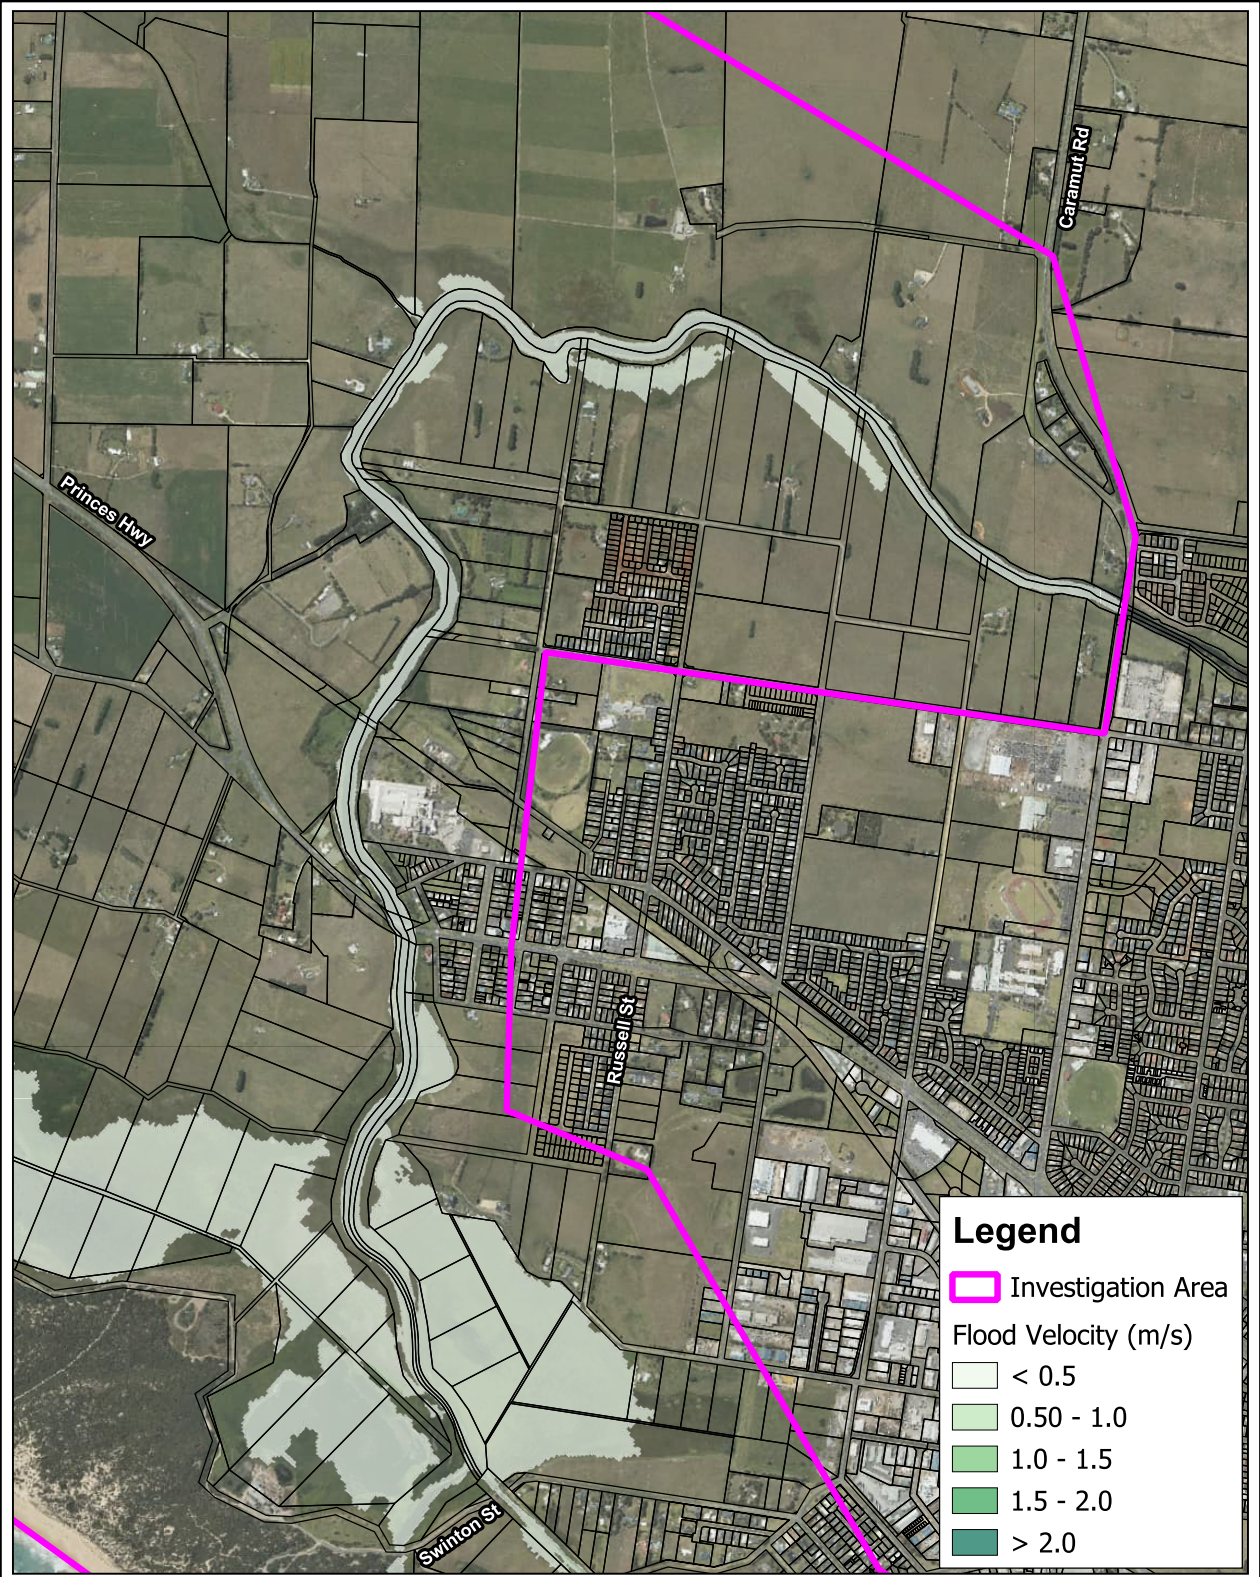 Caramut Rd
Princes Hwy
Russell St
Swinton St
Legend
Investigation Area
Flood Velocity (m/s)
< 0.5
0.50 - 1.0
1.0 - 1.5
1.5 - 2.0
> 2.0